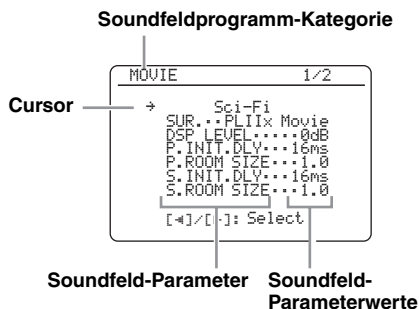 Soundfeldprogramm-Kategorie
MOVIE 1/2
Cursor → Sci-Fi
SUR.··PLIIx Movie
DSP LEVEL·····0dB
P.INIT.DLY···16ms
P.ROOM SIZE···1.0
S.INIT.DLY···16ms
S.ROOM SIZE···1.0
[◄]/[►]: Select
Soundfeld-Parameter Soundfeld-
Parameterwerte